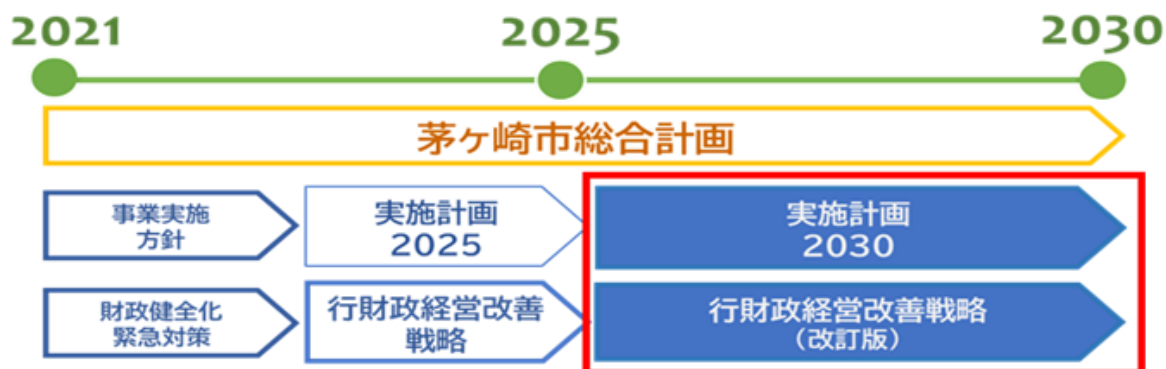 2021
2025
2030
茅ヶ崎市総合計画
事業実施
方針
実施計画
2025
実施計画
2030
財政健全化
緊急対策
行財政経営改善
戦略
行財政経営改善戦略
(改訂版)